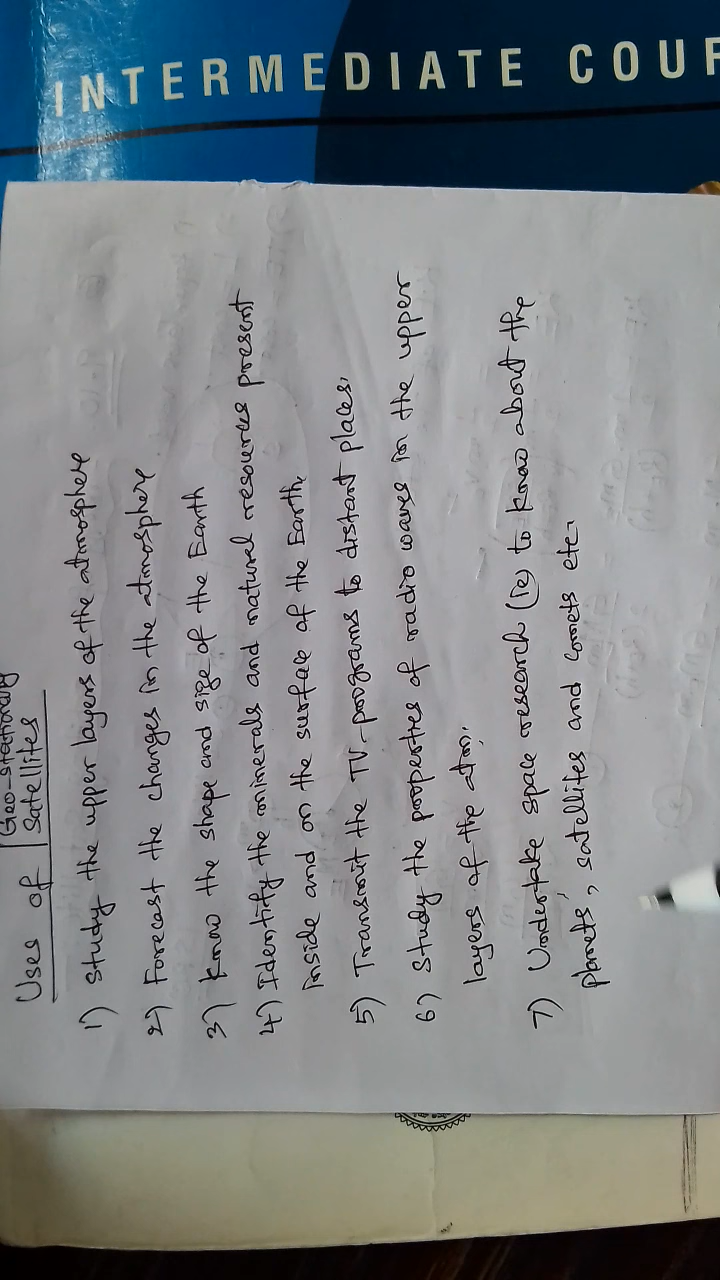 INTERMEDIATE COUR
Uses of Geo-stationary
Satellites
1) Study the upper layers of the atmosphere
2) Forecast the changes in the atmosphere
3) Know the shape and size of the Earth
4) Identify the minerals and natural resources present
inside and on the surface of the Earth.
5) Transmit the TV-programs to distant places.
6) Study the properties of radio waves in the upper
layers of the atm.
7) Undertake space research (ie) to know about the
planets, satellites and comets etc.